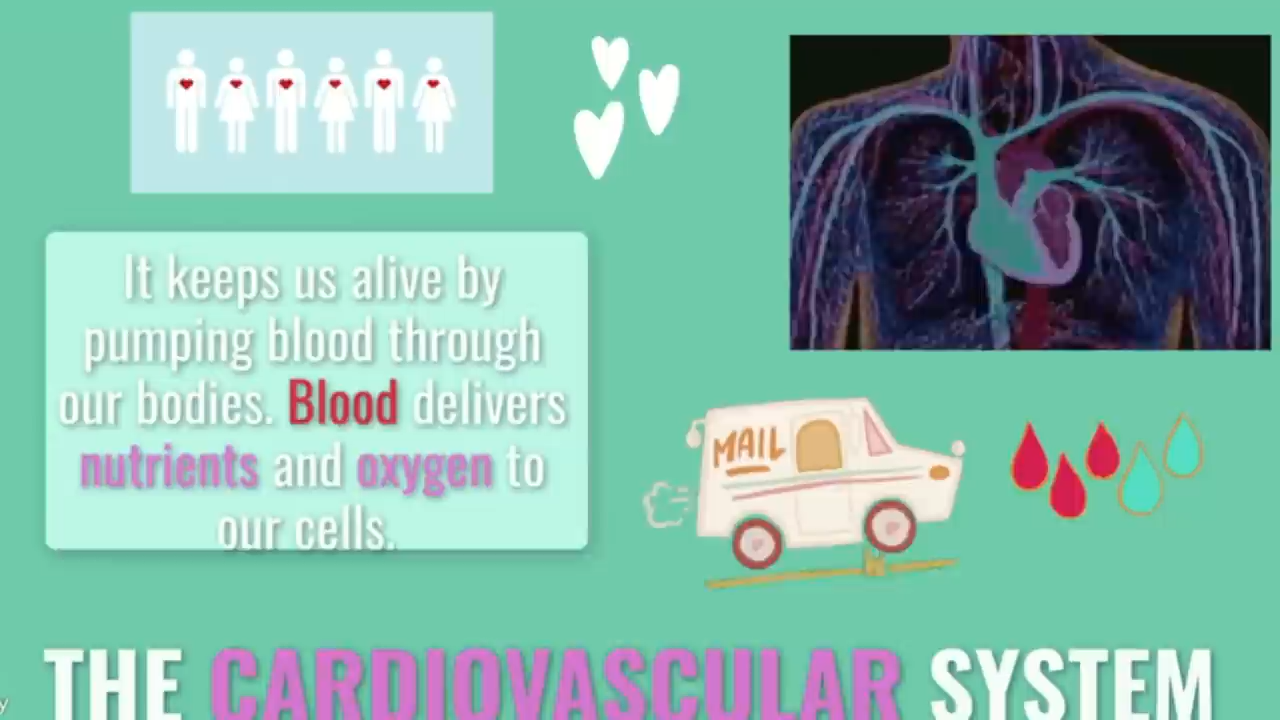 It keeps us alive by
pumping blood through
our bodies. Blood delivers
nutrients and oxygen to
our cells.
MAIL
THE CARDIOVASCULAR SYSTEM